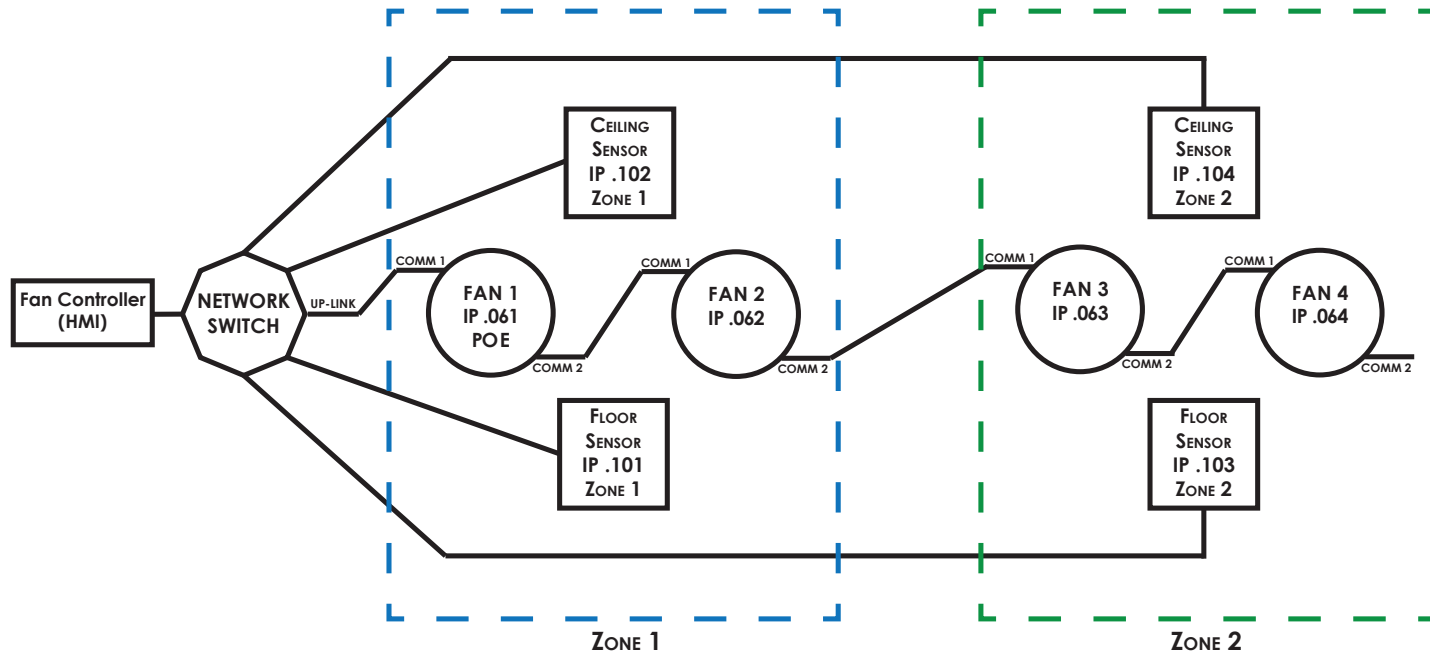 Fan Controller
(HMI)
NETWORK
SWITCH
UP-LINK
Ceiling
Sensor
IP .102
Zone 1
COMM 1
FAN 1
IP .061
POE
COMM 2
COMM 1
FAN 2
IP .062
COMM 2
Floor
Sensor
IP .101
Zone 1
Zone 1
Ceiling
Sensor
IP .104
Zone 2
COMM 1
FAN 3
IP .063
COMM 2
COMM 1
FAN 4
IP .064
COMM 2
Floor
Sensor
IP .103
Zone 2
Zone 2